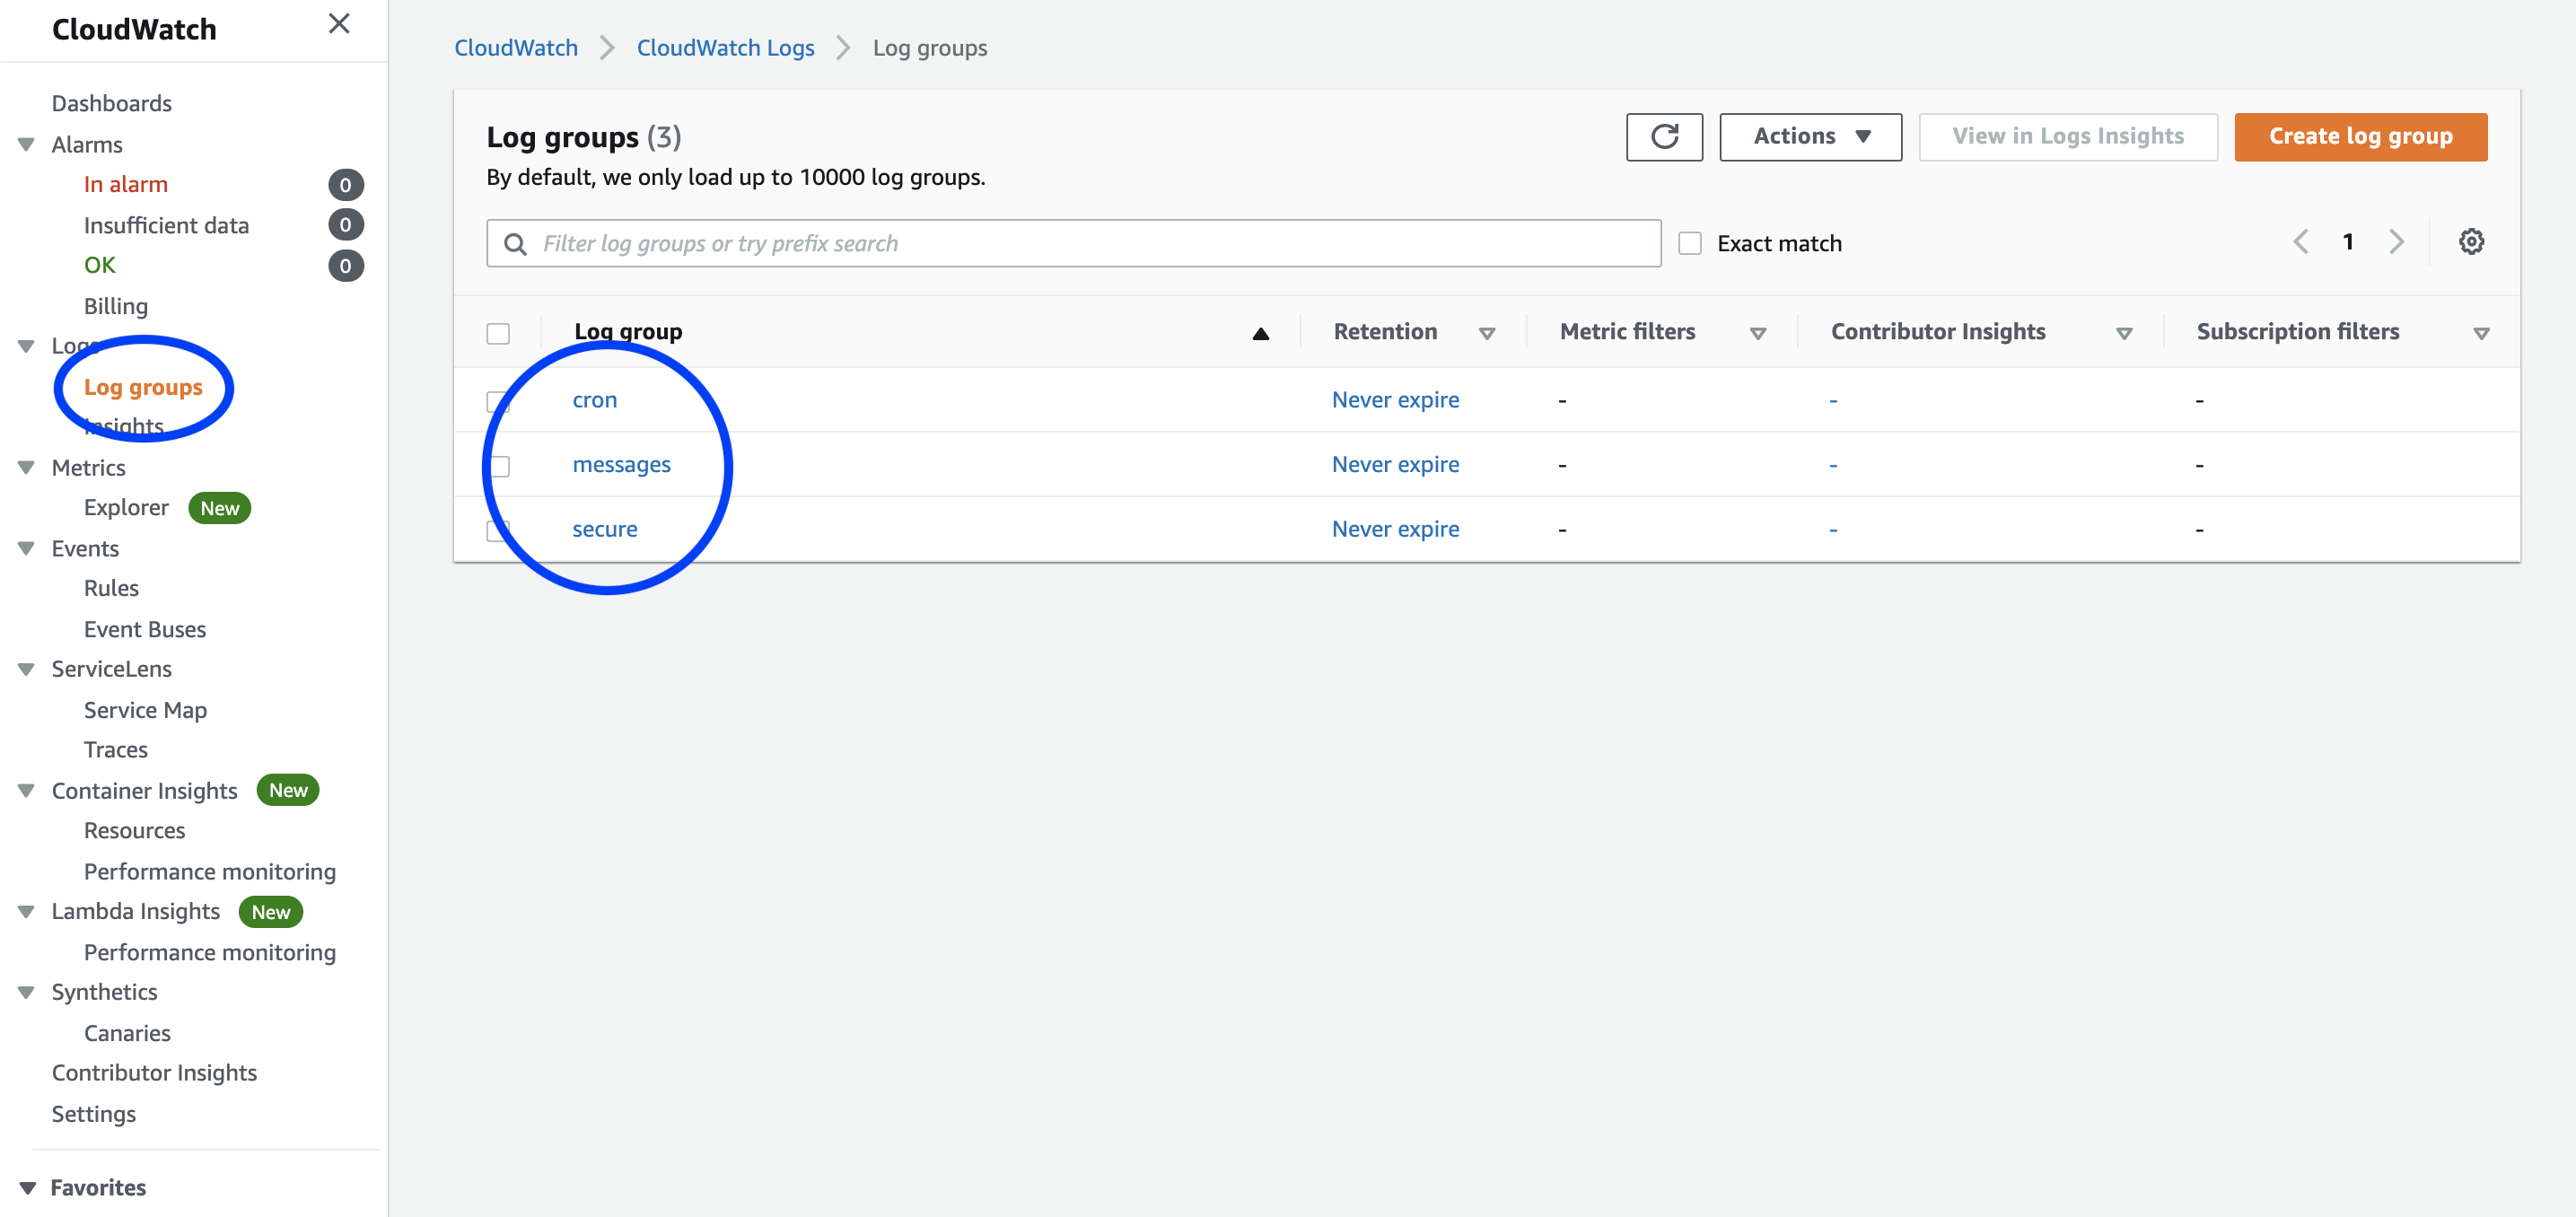 CloudWatch
Dashboards
Alarms
In alarm 0
Insufficient data 0
OK 0
Billing
Logs
Log groups
Insights
Metrics
Explorer New
Events
Rules
Event Buses
ServiceLens
Service Map
Traces
Container Insights New
Resources
Performance monitoring
Lambda Insights New
Performance monitoring
Synthetics
Canaries
Contributor Insights
Settings
Favorites
CloudWatch CloudWatch Logs Log groups
Log groups (3)
By default, we only load up to 10000 log groups.
Actions View in Logs Insights Create log group
Filter log groups or try prefix search Exact match 1
Log group Retention Metric filters Contributor Insights Subscription filters
cron Never expire - - -
messages Never expire - - -
secure Never expire - - -